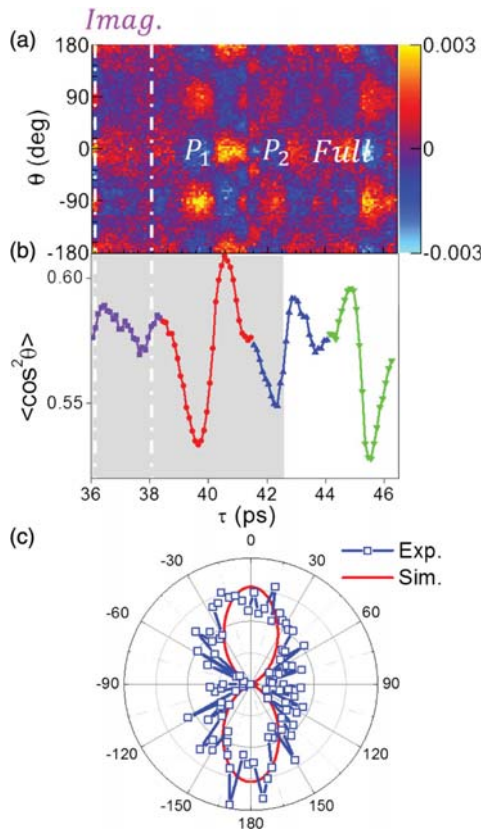 Imag.
(a)
180
90
0
-90
-180
θ (deg)
P₁
P₂
Full
0.003
0
-0.003
(b)
0.60
0.55
<cos²θ>
36
38
40
42
44
46
τ (ps)
(c)
0
-30
30
-60
60
-90
90
-120
120
-150
150
180
Exp.
Sim.